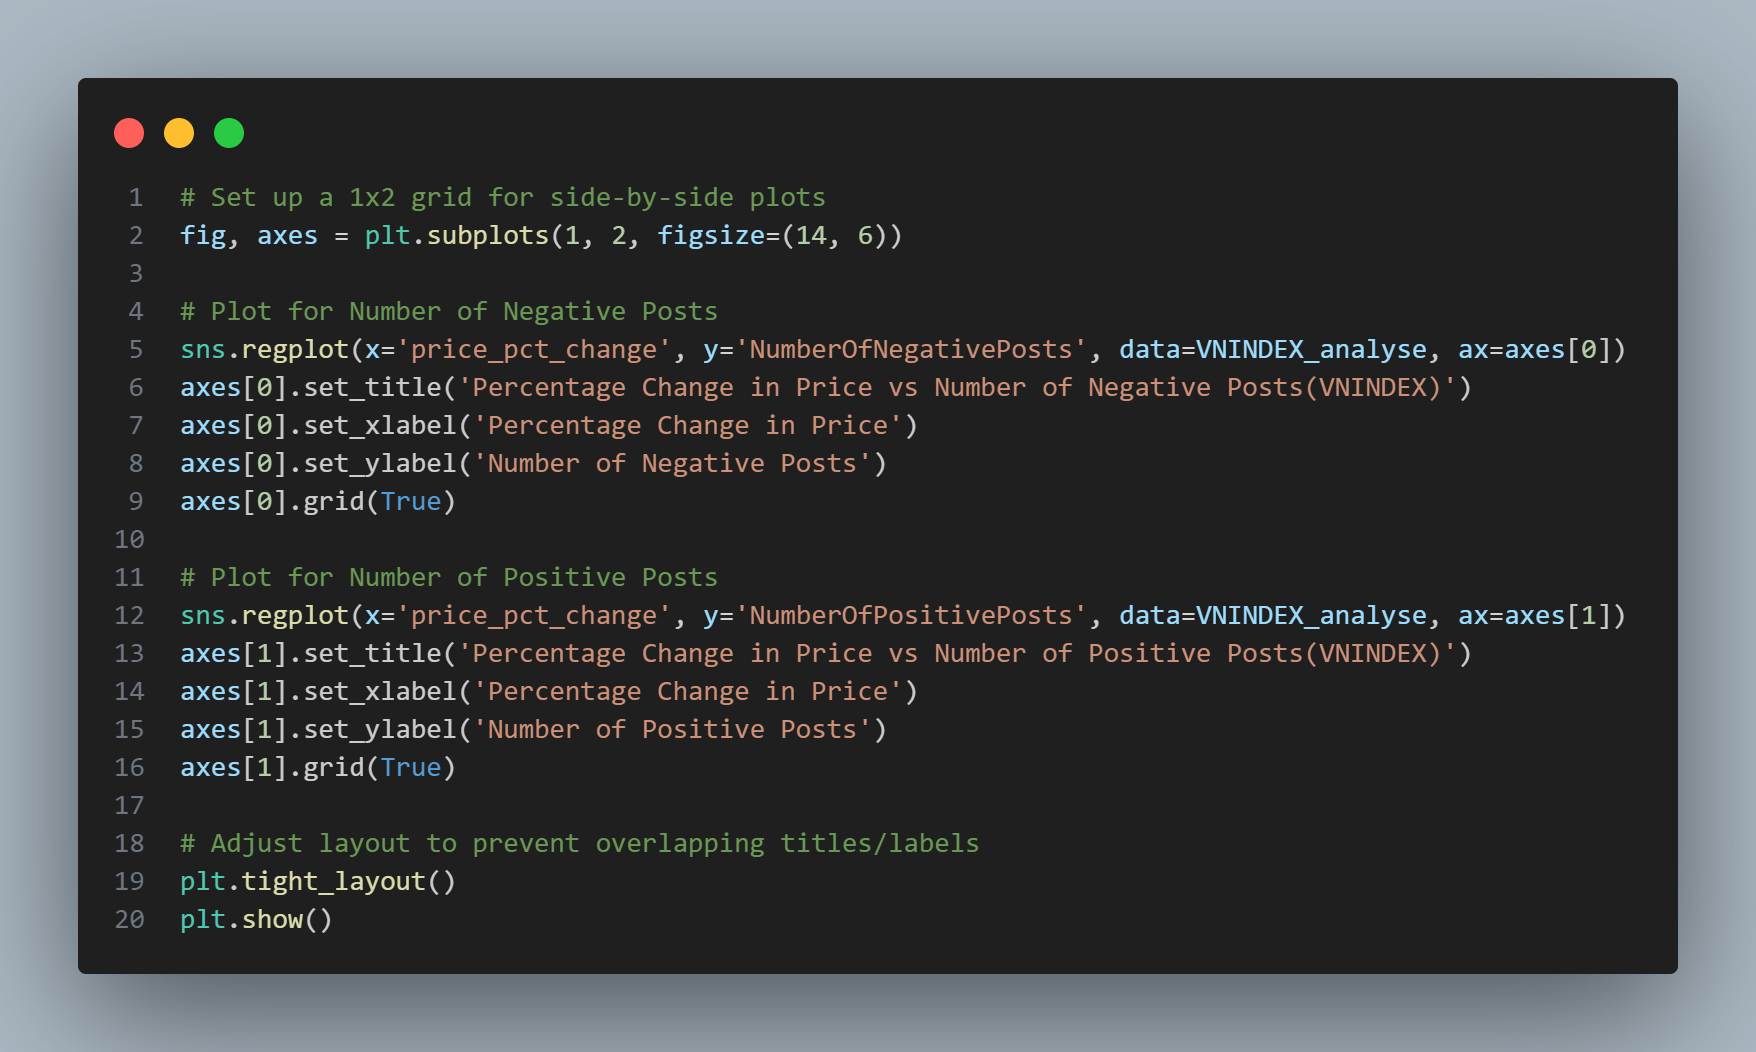 1 # Set up a 1x2 grid for side-by-side plots
2 fig, axes = plt.subplots(1, 2, figsize=(14, 6))
3
4 # Plot for Number of Negative Posts
5 sns.regplot(x='price_pct_change', y='NumberOfNegativePosts', data=VNINDEX_analyse, ax=axes[0])
6 axes[0].set_title('Percentage Change in Price vs Number of Negative Posts(VNINDEX)')
7 axes[0].set_xlabel('Percentage Change in Price')
8 axes[0].set_ylabel('Number of Negative Posts')
9 axes[0].grid(True)
10
11 # Plot for Number of Positive Posts
12 sns.regplot(x='price_pct_change', y='NumberOfPositivePosts', data=VNINDEX_analyse, ax=axes[1])
13 axes[1].set_title('Percentage Change in Price vs Number of Positive Posts(VNINDEX)')
14 axes[1].set_xlabel('Percentage Change in Price')
15 axes[1].set_ylabel('Number of Positive Posts')
16 axes[1].grid(True)
17
18 # Adjust layout to prevent overlapping titles/labels
19 plt.tight_layout()
20 plt.show()